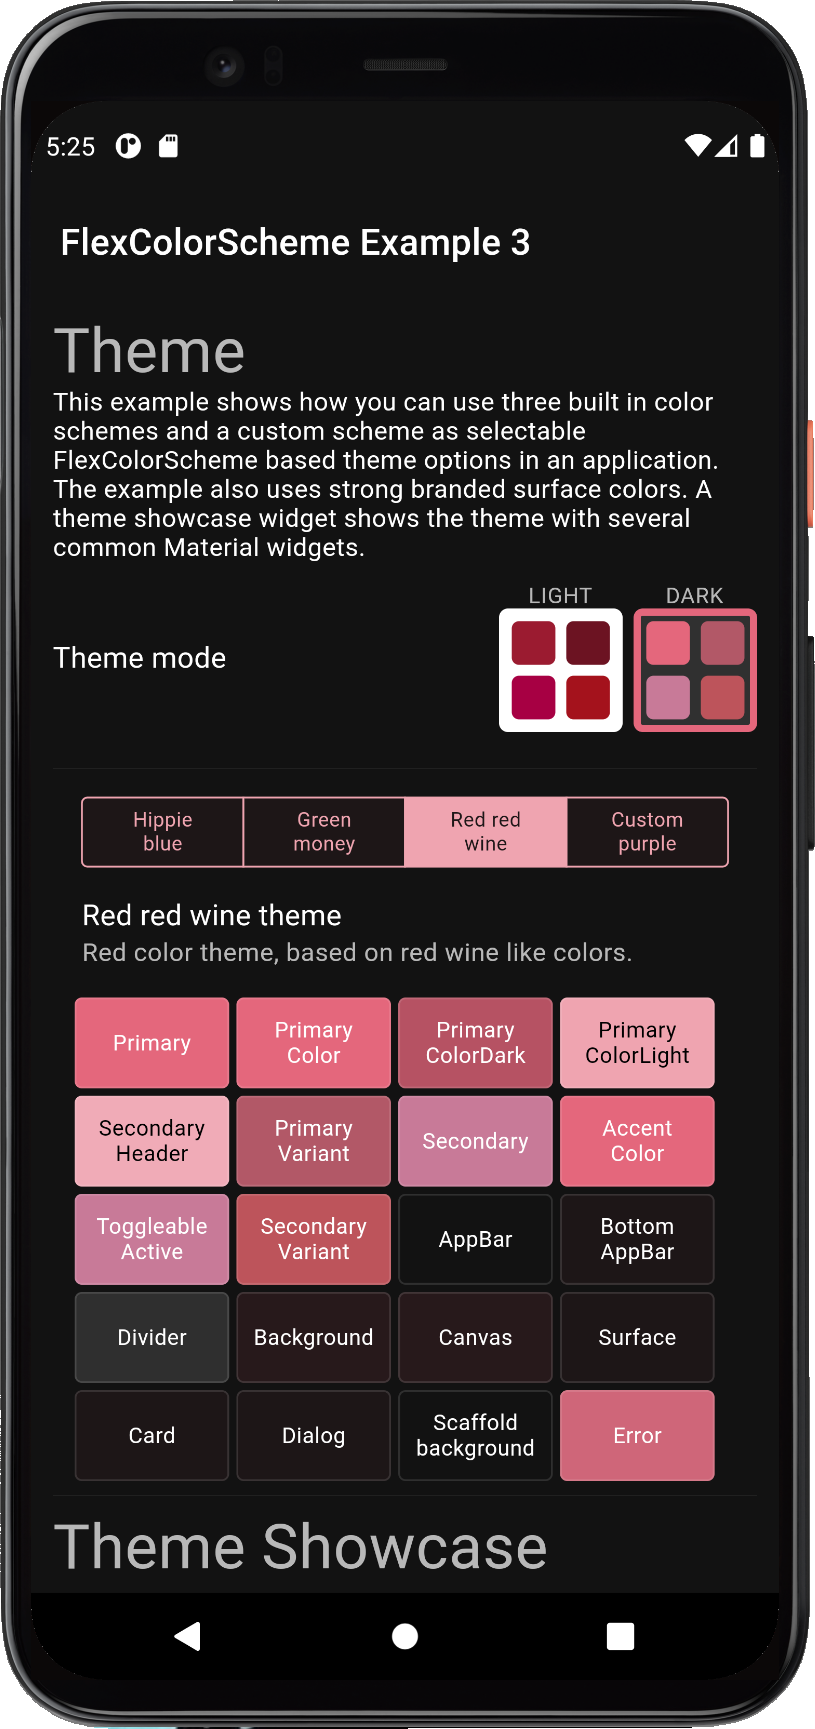 5:25
FlexColorScheme Example 3
Theme
This example shows how you can use three built in color
schemes and a custom scheme as selectable
FlexColorScheme based theme options in an application.
The example also uses strong branded surface colors. A
theme showcase widget shows the theme with several
common Material widgets.
LIGHT DARK
Theme mode
Hippie
blue
Green
money
Red red
wine
Custom
purple
Red red wine theme
Red color theme, based on red wine like colors.
Primary
Primary
Color
Primary
ColorDark
Primary
ColorLight
Secondary
Header
Primary
Variant
Secondary
Accent
Color
Toggleable
Active
Secondary
Variant
AppBar
Bottom
AppBar
Divider
Background
Canvas
Surface
Card
Dialog
Scaffold
background
Error
Theme Showcase